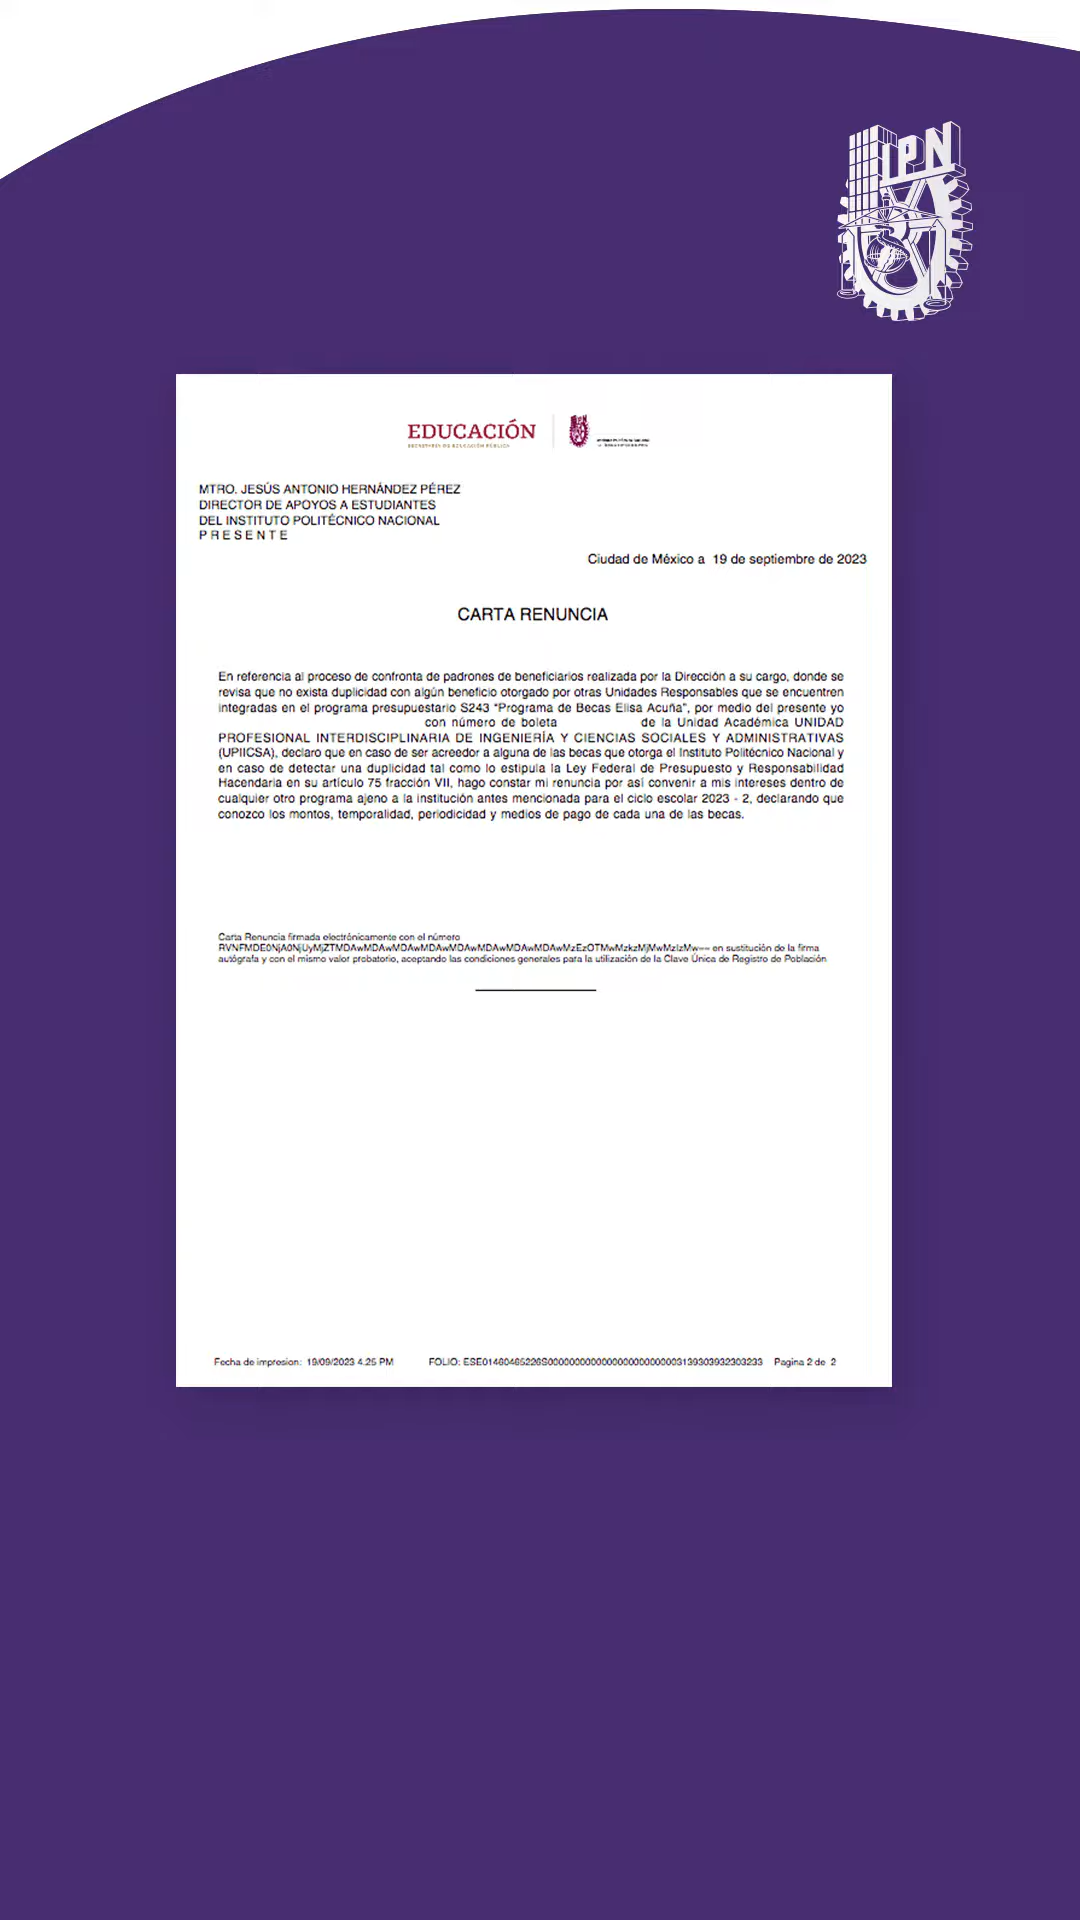 IPN
EDUCACIÓN
SECRETARÍA DE EDUCACIÓN PÚBLICA
MTRO. JESÚS ANTONIO HERNÁNDEZ PÉREZ
DIRECTOR DE APOYOS A ESTUDIANTES
DEL INSTITUTO POLITÉCNICO NACIONAL
P R E S E N T E
Ciudad de México a 19 de septiembre de 2023
CARTA RENUNCIA
En referencia al proceso de confronta de padrones de beneficiarios realizada por la Dirección a su cargo, donde se
revisa que no exista duplicidad con algún beneficio otorgado por otras Unidades Responsables que se encuentren
integradas en el programa presupuestario S243 “Programa de Becas Elisa Acuña”, por medio del presente yo
con número de boleta de la Unidad Académica UNIDAD
PROFESIONAL INTERDISCIPLINARIA DE INGENIERÍA Y CIENCIAS SOCIALES Y ADMINISTRATIVAS
(UPIICSA), declaro que en caso de ser acreedor a alguna de las becas que otorga el Instituto Politécnico Nacional y
en caso de detectar una duplicidad tal como lo estipula la Ley Federal de Presupuesto y Responsabilidad
Hacendaria en su artículo 75 fracción VII, hago constar mi renuncia por así convenir a mis intereses dentro de
cualquier otro programa ajeno a la institución antes mencionada para el ciclo escolar 2023 - 2, declarando que
conozco los montos, temporalidad, periodicidad y medios de pago de cada una de las becas.
Carta Renuncia firmada electrónicamente con el número
en sustitución de la firma
autógrafa y con el mismo valor probatorio, aceptando las condiciones generales para la utilización de la Clave Única de Registro de Población
Fecha de impresion: 19/09/2023 4:25 PM FOLIO: Pagina 2 de 2